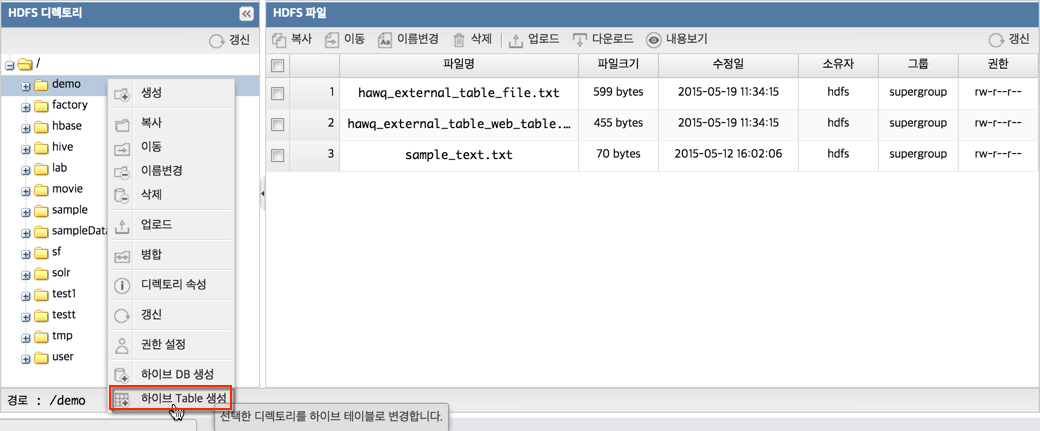 HDFS 디렉토리
갱신
/
demo
factory
hbase
hive
lab
movie
sample
sampleData
sf
solr
test1
testt
tmp
user
경로 : /demo
생성
복사
이동
이름변경
삭제
업로드
병합
디렉토리 속성
갱신
권한 설정
하이브 DB 생성
하이브 Table 생성
선택한 디렉토리를 하이브 테이블로 변경합니다.
HDFS 파일
복사 이동 이름변경 삭제 업로드 다운로드 내용보기 갱신
파일명 파일크기 수정일 소유자 그룹 권한
1 hawq_external_table_file.txt 599 bytes 2015-05-19 11:34:15 hdfs supergroup rw-r--r--
2 hawq_external_table_web_table.... 455 bytes 2015-05-19 11:34:15 hdfs supergroup rw-r--r--
3 sample_text.txt 70 bytes 2015-05-12 16:02:06 hdfs supergroup rw-r--r--